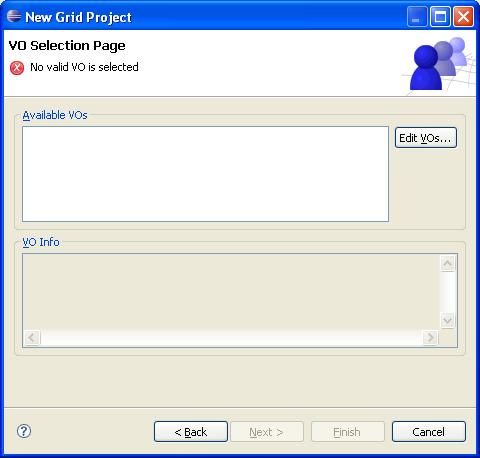 New Grid Project
VO Selection Page
No valid VO is selected
Available VOs
Edit VOs...
VO Info
< Back
Next >
Finish
Cancel